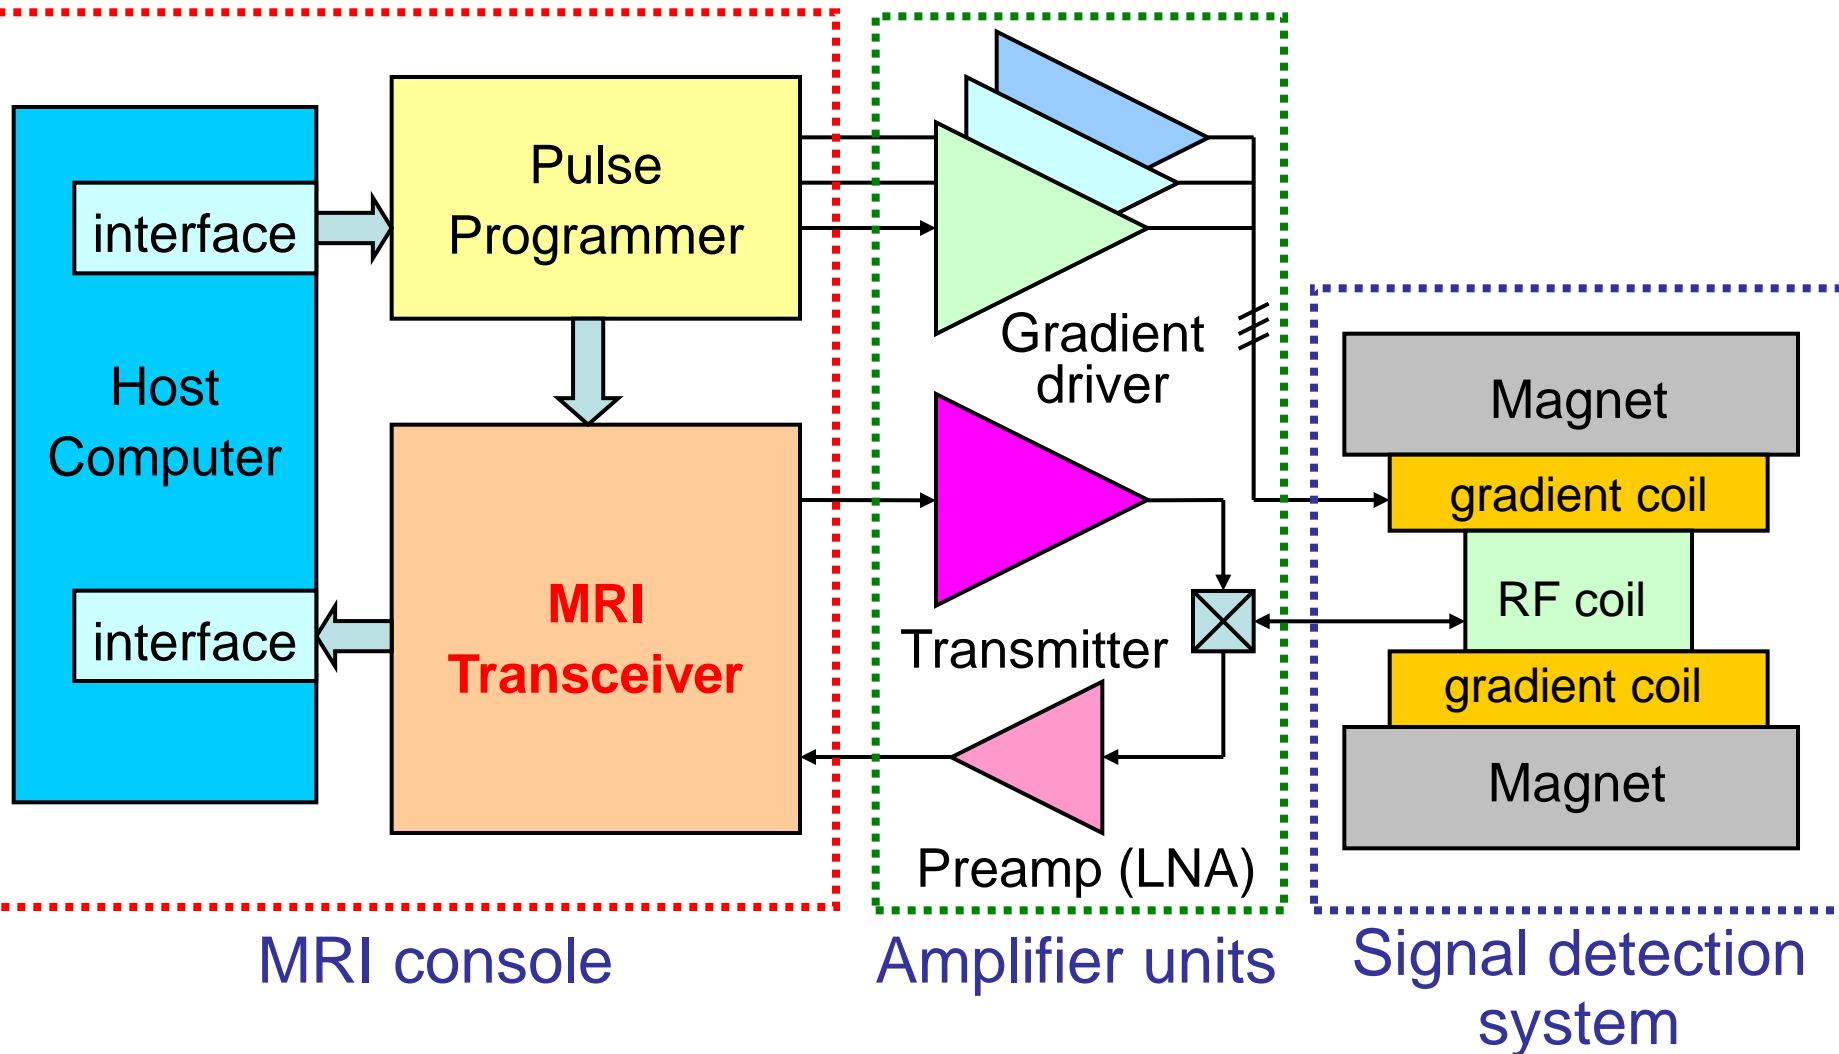 interface
Host
Computer
interface
Pulse
Programmer
MRI
Transceiver
Gradient
driver
Transmitter
Preamp (LNA)
Magnet
gradient coil
RF coil
gradient coil
Magnet
MRI console
Amplifier units
Signal detection
system